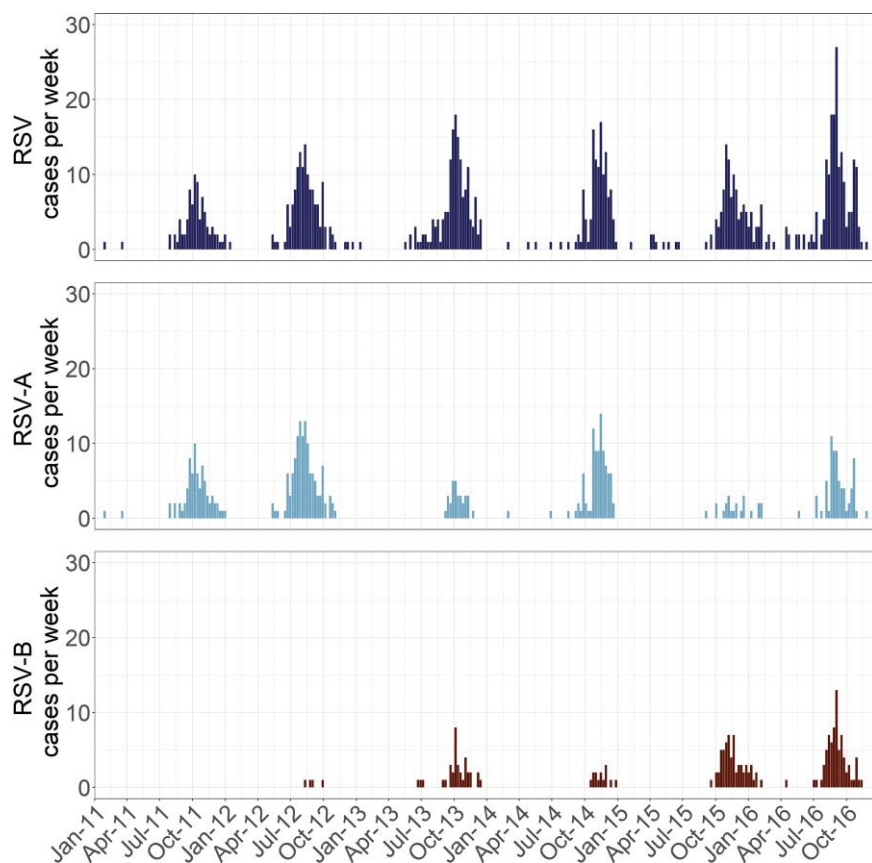 RSV
cases per week
30
20
10
0
RSV-A
cases per week
30
20
10
0
RSV-B
cases per week
30
20
10
0
Jan-11
Apr-11
Jul-11
Oct-11
Jan-12
Apr-12
Jul-12
Oct-12
Jan-13
Apr-13
Jul-13
Oct-13
Jan-14
Apr-14
Jul-14
Oct-14
Jan-15
Apr-15
Jul-15
Oct-15
Jan-16
Apr-16
Jul-16
Oct-16